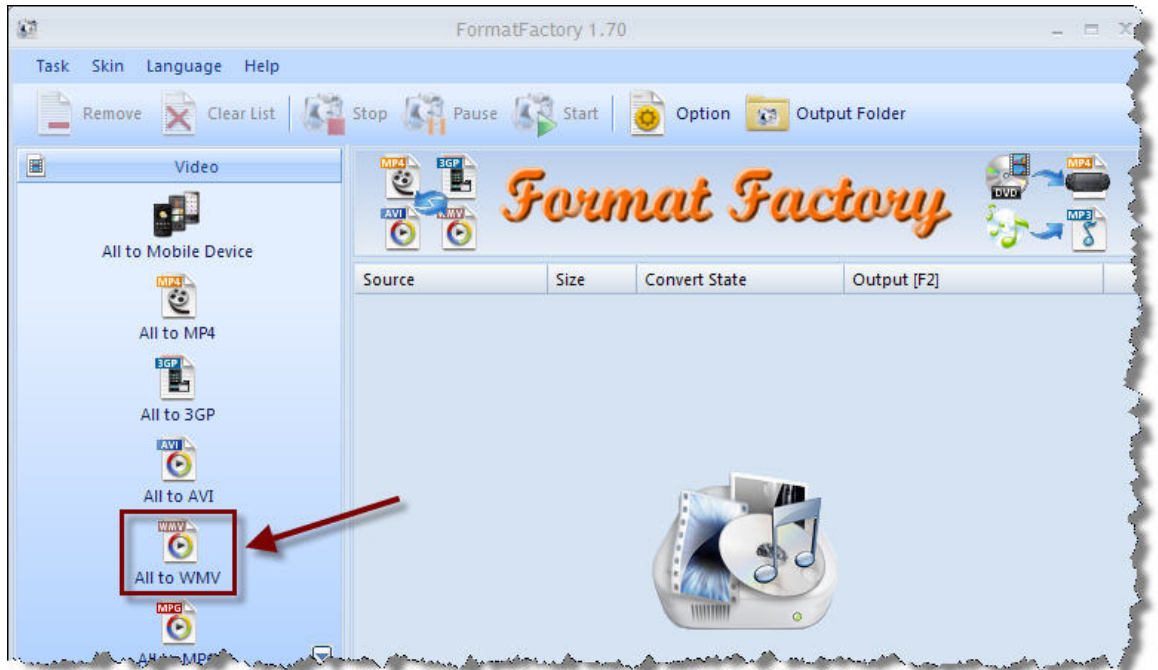 FormatFactory 1.70
Task Skin Language Help
Remove Clear List Stop Pause Start Option Output Folder
Video
MP4 3GP
AVI WMV
Format Factory
DVD MP4
MP3
All to Mobile Device
Source Size Convert State Output [F2]
MP4
All to MP4
3GP
All to 3GP
AVI
All to AVI
WMV
All to WMV
MPG